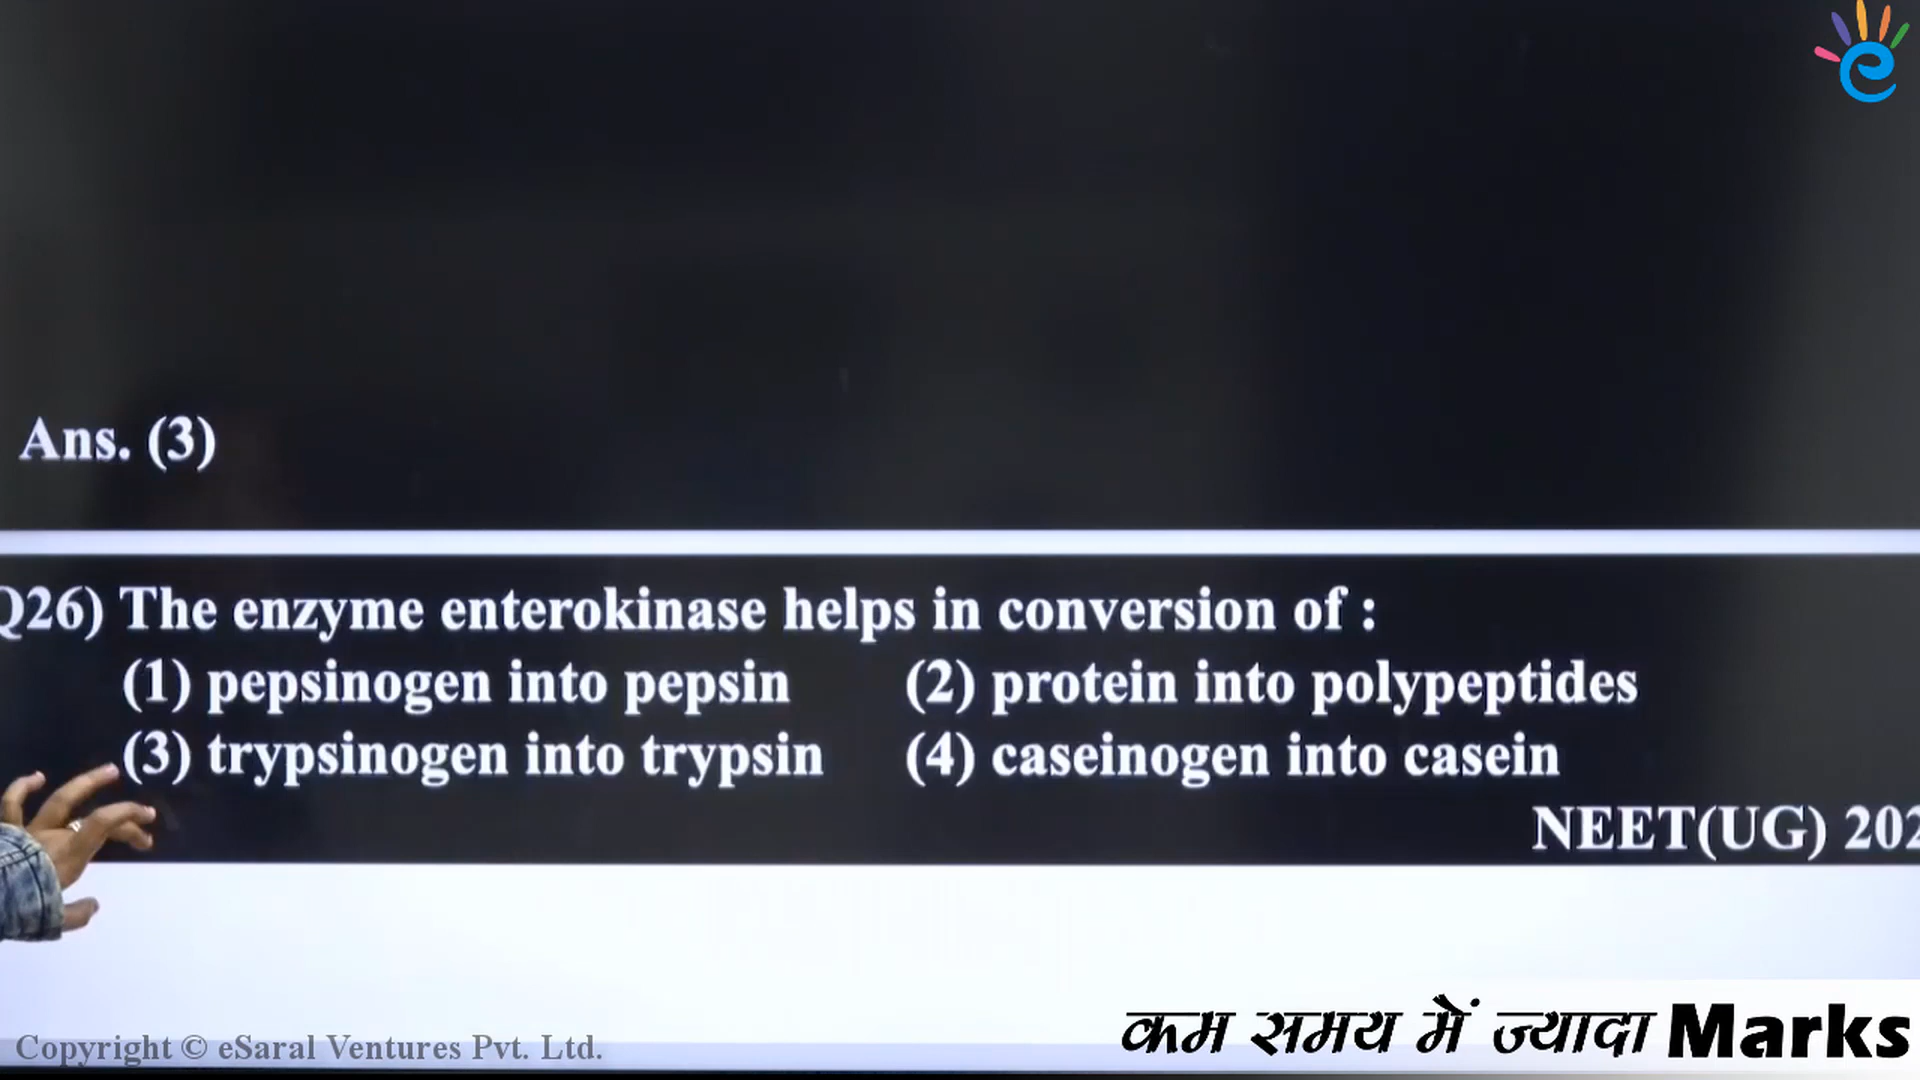 Ans. (3)
Q26) The enzyme enterokinase helps in conversion of :
(1) pepsinogen into pepsin (2) protein into polypeptides
(3) trypsinogen into trypsin (4) caseinogen into casein
NEET(UG) 202
Copyright © eSaral Ventures Pvt. Ltd.
कम समय में ज्यादा Marks